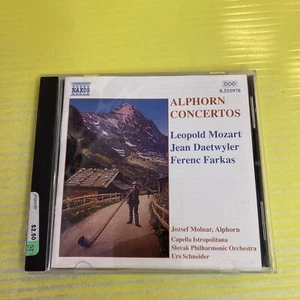 NAXOS
DDD
8.555978
ALPHORN
CONCERTOS
Leopold Mozart
Jean Daetwyler
Ferenc Farkas
Jozsef Molnar, Alphorn
Capella Istropolitana
Slovak Philharmonic Orchestra
Urs Schneider
$2.50